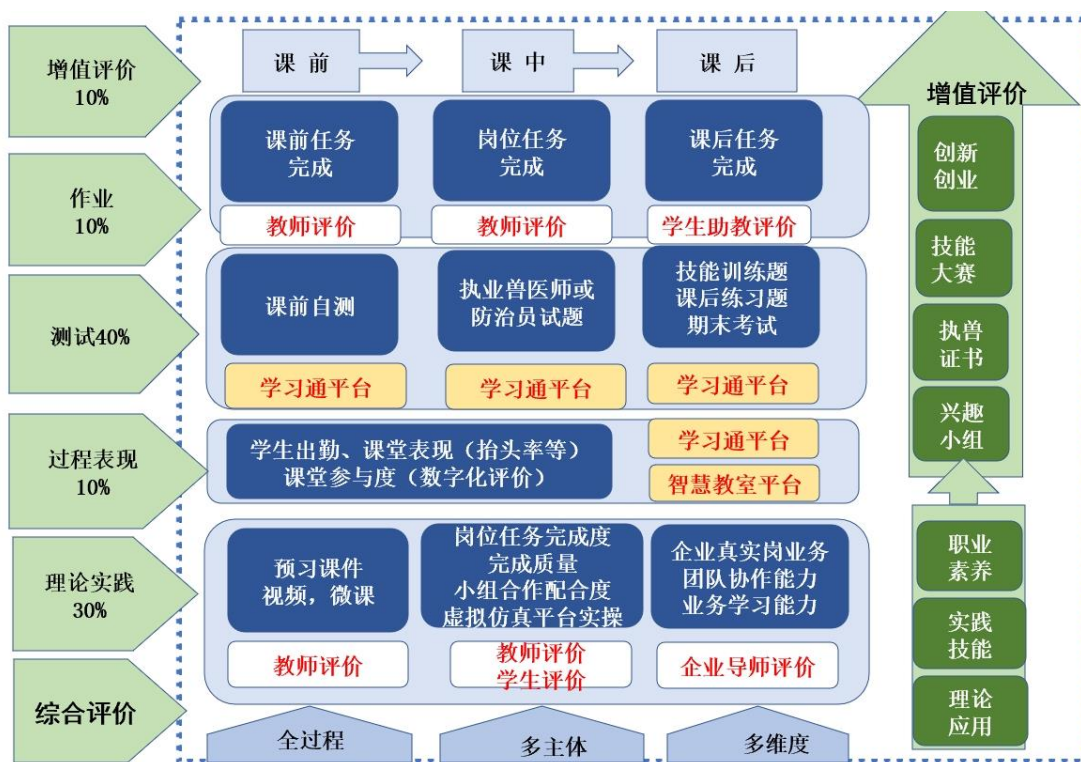 增值评价
10%
作业
10%
测试40%
过程表现
10%
理论实践
30%
综合评价
课 前
课 中
课 后
课前任务
完成
教师评价
岗位任务
完成
教师评价
课后任务
完成
学生助教评价
课前自测
学习通平台
执业兽医师或
防治员试题
学习通平台
技能训练题
课后练习题
期末考试
学习通平台
学生出勤、课堂表现（抬头率等）
课堂参与度（数字化评价）
学习通平台
智慧教室平台
预习课件
视频，微课
教师评价
岗位任务完成度
完成质量
小组合作配合度
虚拟仿真平台实操
教师评价
学生评价
企业真实岗业务
团队协作能力
业务学习能力
企业导师评价
全过程
多主体
多维度
增值评价
创新
创业
技能
大赛
执兽
证书
兴趣
小组
职业
素养
实践
技能
理论
应用